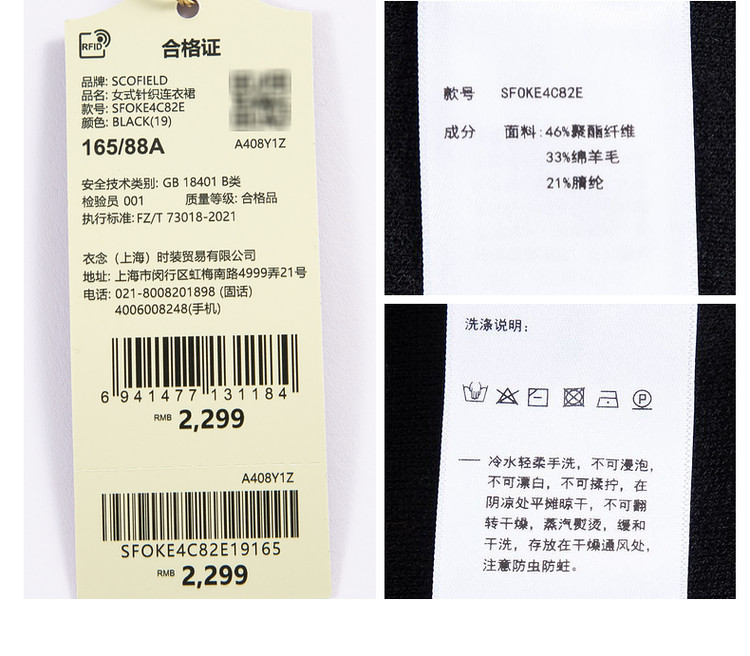 RFID
合格证
品牌: SCOFIELD
品名: 女式针织连衣裙
款号: SFOKE4C82E
颜色: BLACK(19)
165/88A
A408Y1Z
安全技术类别: GB 18401 B类
检验员 001 质量等级: 合格品
执行标准: FZ/T 73018-2021
衣念（上海）时装贸易有限公司
地址: 上海市闵行区虹梅南路4999弄21号
电话: 021-8008201898 (固话)
4006008248(手机)
6 941477 131184
RMB 2,299
A408Y1Z
SFOKE4C82E19165
RMB 2,299
款号 SFOKE4C82E
成分 面料:46%聚酯纤维
33%绵羊毛
21%腈纶
洗涤说明:
P
— 冷水轻柔手洗，不可浸泡，
不可漂白，不可揉拧，在
阴凉处平摊晾干，不可翻
转干燥，蒸汽熨烫，缓和
干洗，存放在干燥通风处，
注意防虫防蛀。